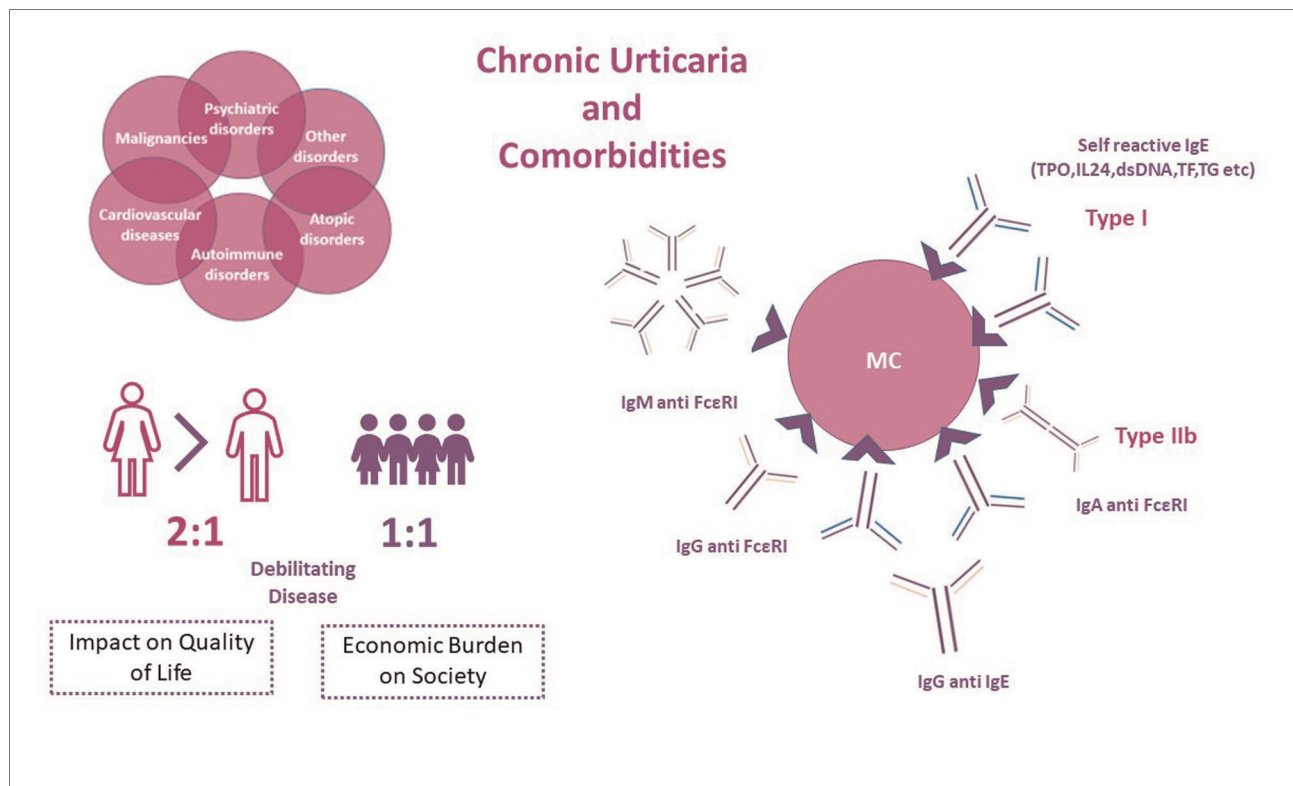 Chronic Urticaria
and
Comorbidities
Psychiatric
disorders
Malignancies
Other
disorders
Cardiovascular
diseases
Atopic
disorders
Autoimmune
disorders
2:1
1:1
Debilitating
Disease
Impact on Quality
of Life
Economic Burden
on Society
Self reactive IgE
(TPO,IL24,dsDNA,TF,TG etc)
Type I
MC
IgM anti FcεRI
Type IIb
IgA anti FcεRI
IgG anti FcεRI
IgG anti IgE